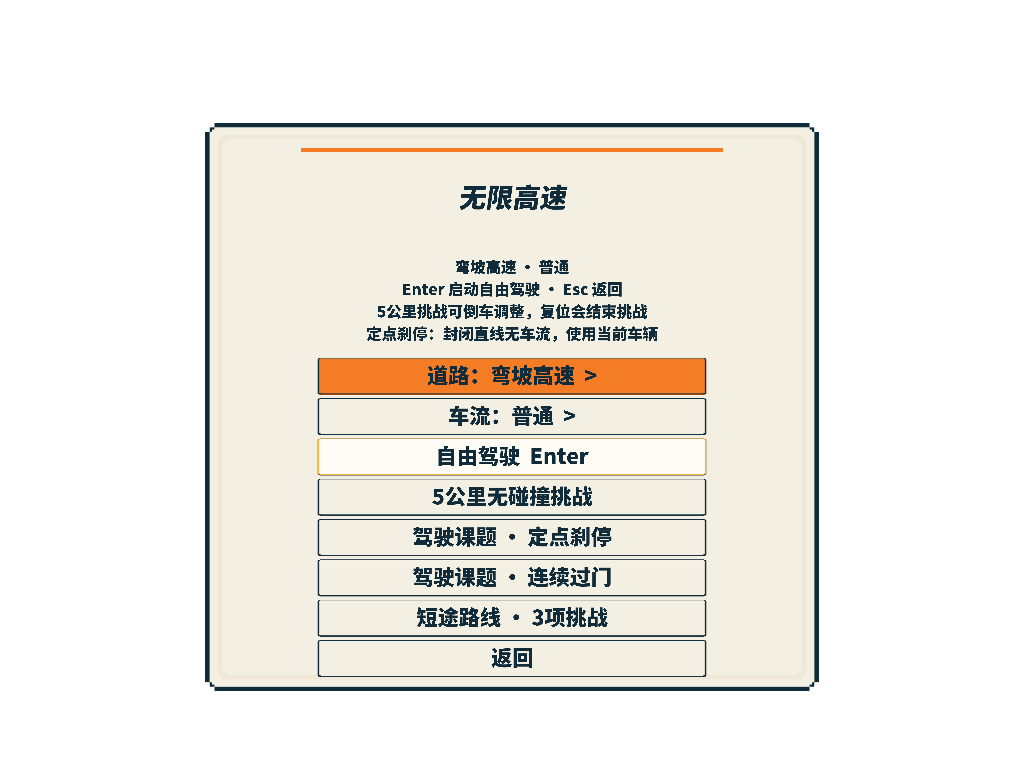 无限高速
弯坡高速 · 普通
Enter 启动自由驾驶 · Esc 返回
5公里挑战可倒车调整，复位会结束挑战
定点刹停：封闭直线无车流，使用当前车辆
道路：弯坡高速 >
车流：普通 >
自由驾驶 Enter
5公里无碰撞挑战
驾驶课题 · 定点刹停
驾驶课题 · 连续过门
短途路线 · 3项挑战
返回